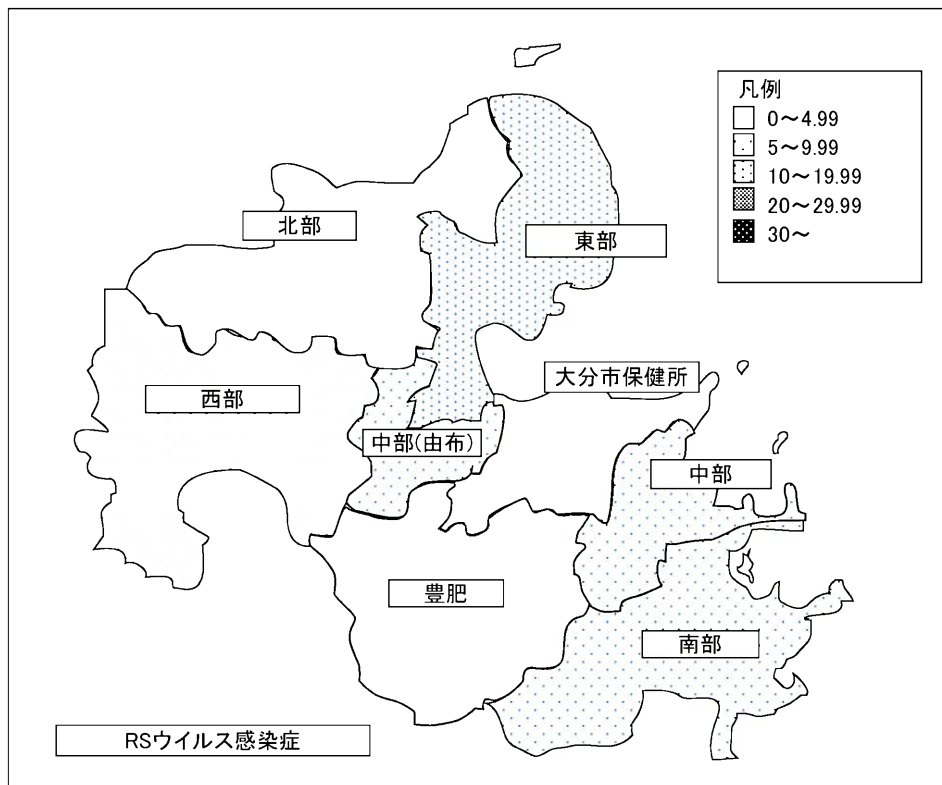 凡例
0～4.99
5～9.99
10～19.99
20～29.99
30～
北部
東部
大分市保健所
西部
中部(由布)
中部
豊肥
南部
RSウイルス感染症